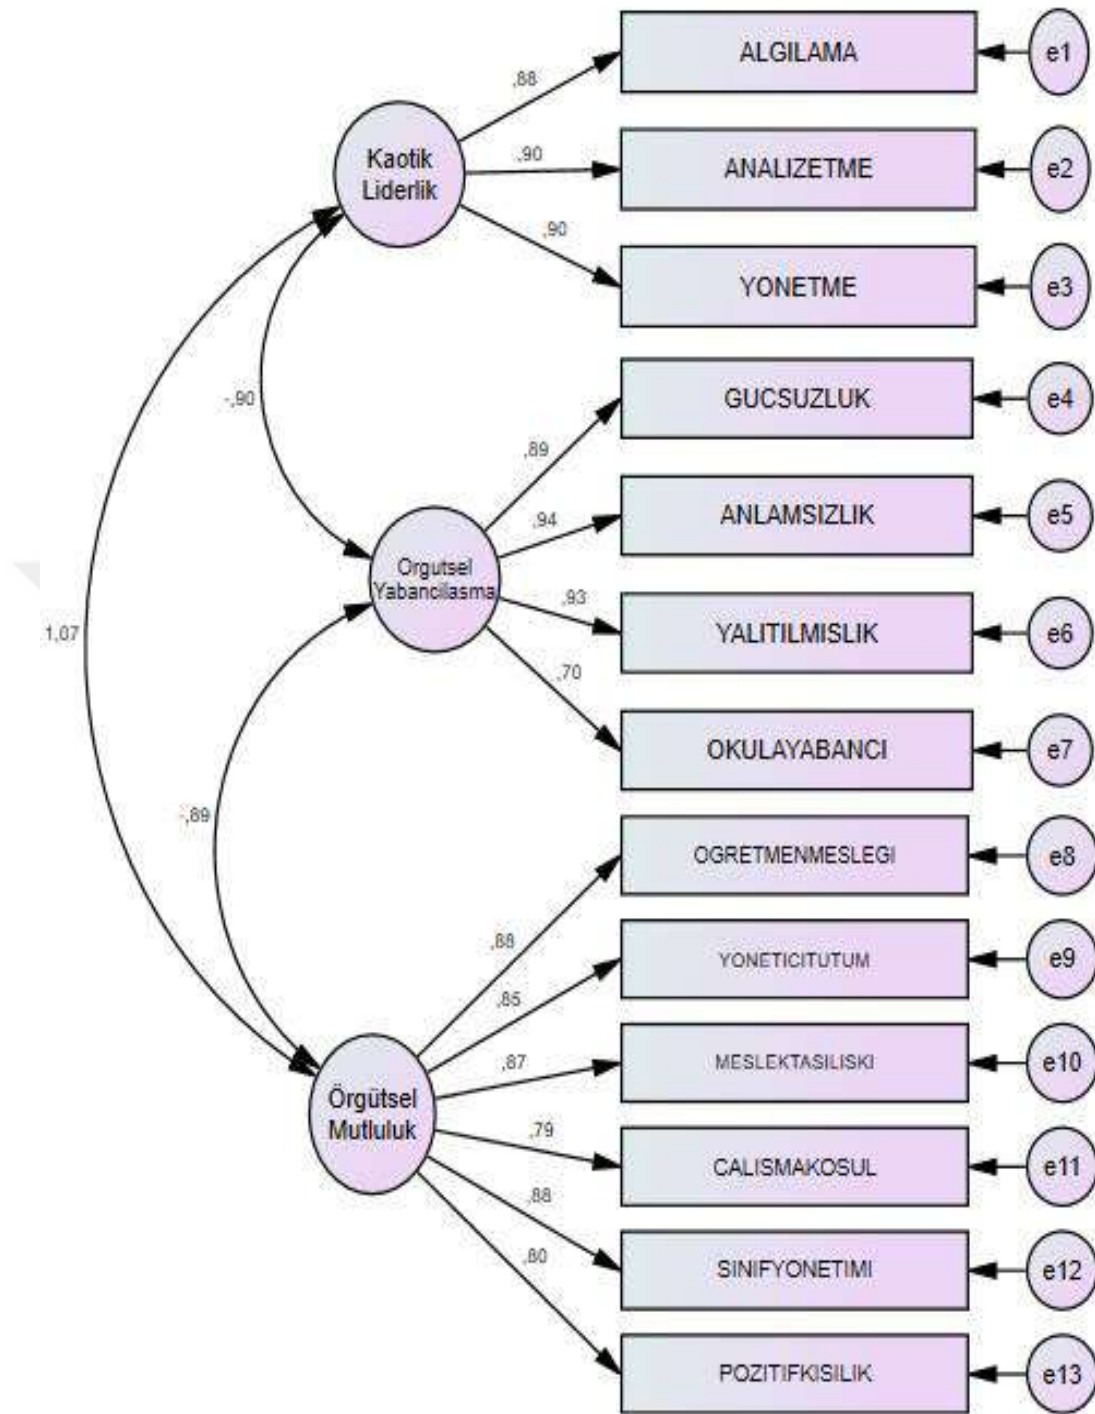 ALGILAMA
e1
,88
Kaotik
Liderlik
,90
ANALIZETME
e2
,90
YONETME
e3
-,90
GUCSUZLUK
e4
,89
ANLAMSIZLIK
e5
,94
Orgutsel
Yabancilasma
,93
YALITILMISLIK
e6
1,07
,70
OKULAYABANCI
e7
-,89
OGRETMENMESLEGI
e8
,88
YONETICITUTUM
e9
,85
MESLEKTASILISKI
e10
,87
Örgütsel
Mutluluk
,79
CALISMAKOSUL
e11
,88
SINIFYONETIMI
e12
,80
POZITIFKISILIK
e13